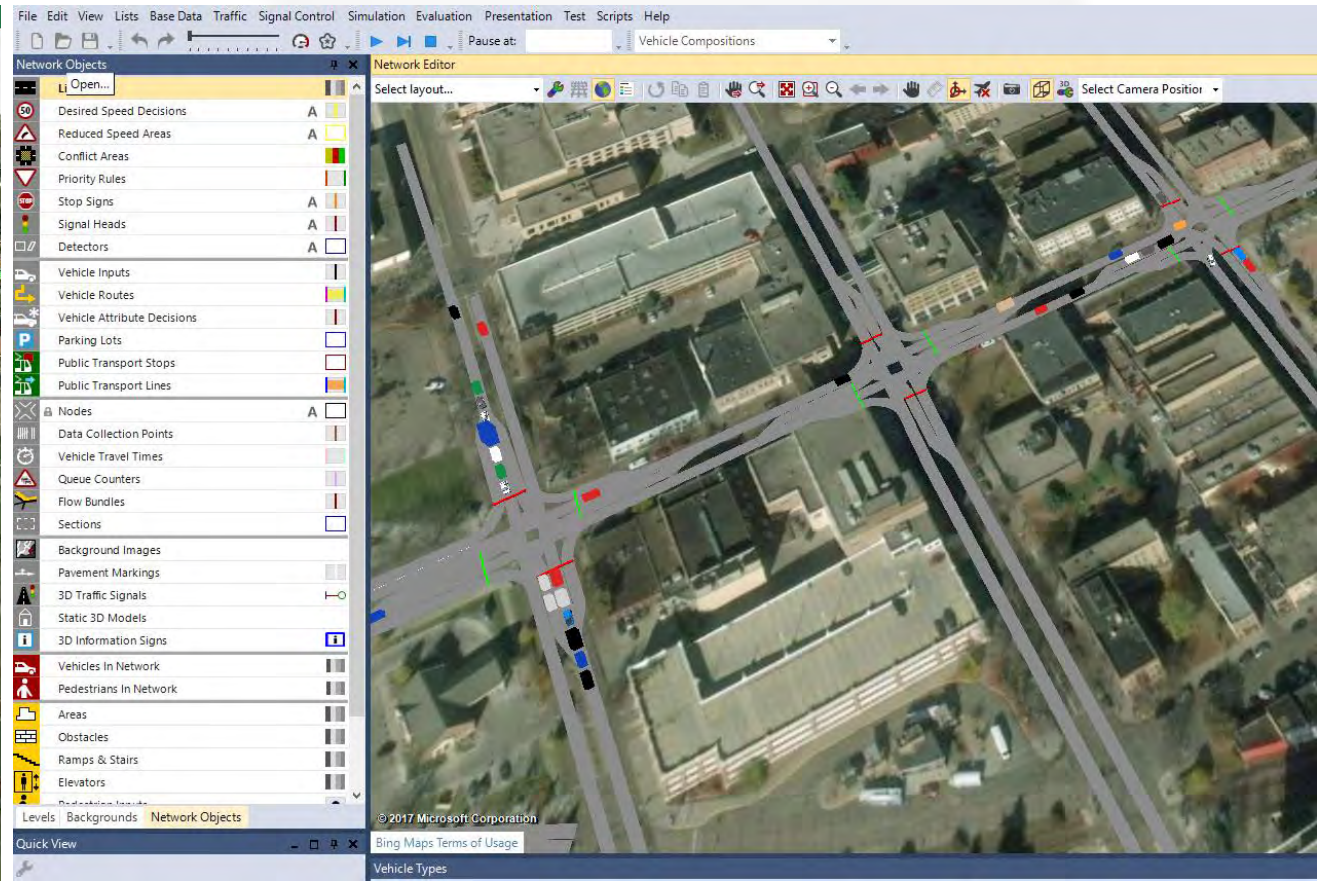 File Edit View Lists Base Data Traffic Signal Control Simulation Evaluation Presentation Test Scripts Help
Pause at: Vehicle Compositions
Network Objects
Network Editor
Open...
Select layout... 3D Select Camera Position
50 Desired Speed Decisions A
Reduced Speed Areas A
Conflict Areas
Priority Rules
STOP Stop Signs A
Signal Heads A
Detectors A
Vehicle Inputs
Vehicle Routes
Vehicle Attribute Decisions
P Parking Lots
Public Transport Stops
Public Transport Lines
Nodes A
Data Collection Points
Vehicle Travel Times
Queue Counters
Flow Bundles
Sections
Background Images
Pavement Markings
3D Traffic Signals
Static 3D Models
i 3D Information Signs i
Vehicles In Network
Pedestrians In Network
Areas
Obstacles
Ramps & Stairs
Elevators
Levels Backgrounds Network Objects
© 2017 Microsoft Corporation
Quick View
Bing Maps Terms of Usage
Vehicle Types